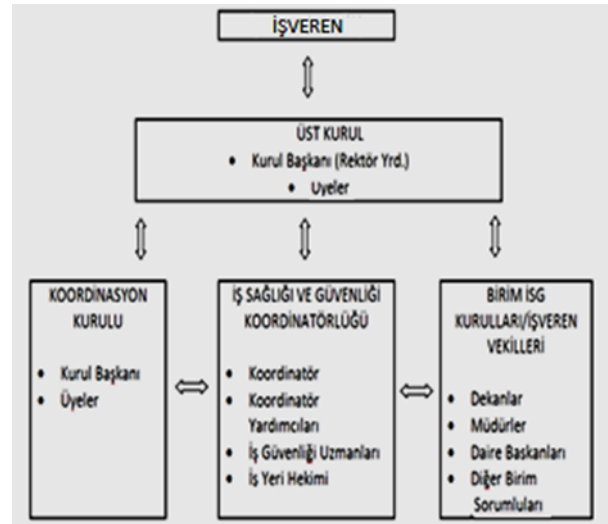 İŞVEREN
ÜST KURUL
• Kurul Başkanı (Rektör Yrd.)
• Uyeler
KOORDİNASYON
KURULU
• Kurul Başkanı
• Üyeler
İŞ SAĞLIĞI VE GÜVENLİĞİ
KOORDİNATÖRLÜĞÜ
• Koordinatör
• Koordinatör
Yardımcıları
• İş Güvenliği Uzmanları
• İş Yeri Hekimi
BİRİM İSG
KURULLARI/İŞVEREN
VEKİLLERİ
• Dekanlar
• Müdürler
• Daire Baskanları
• Diğer Birim
Sorumluları